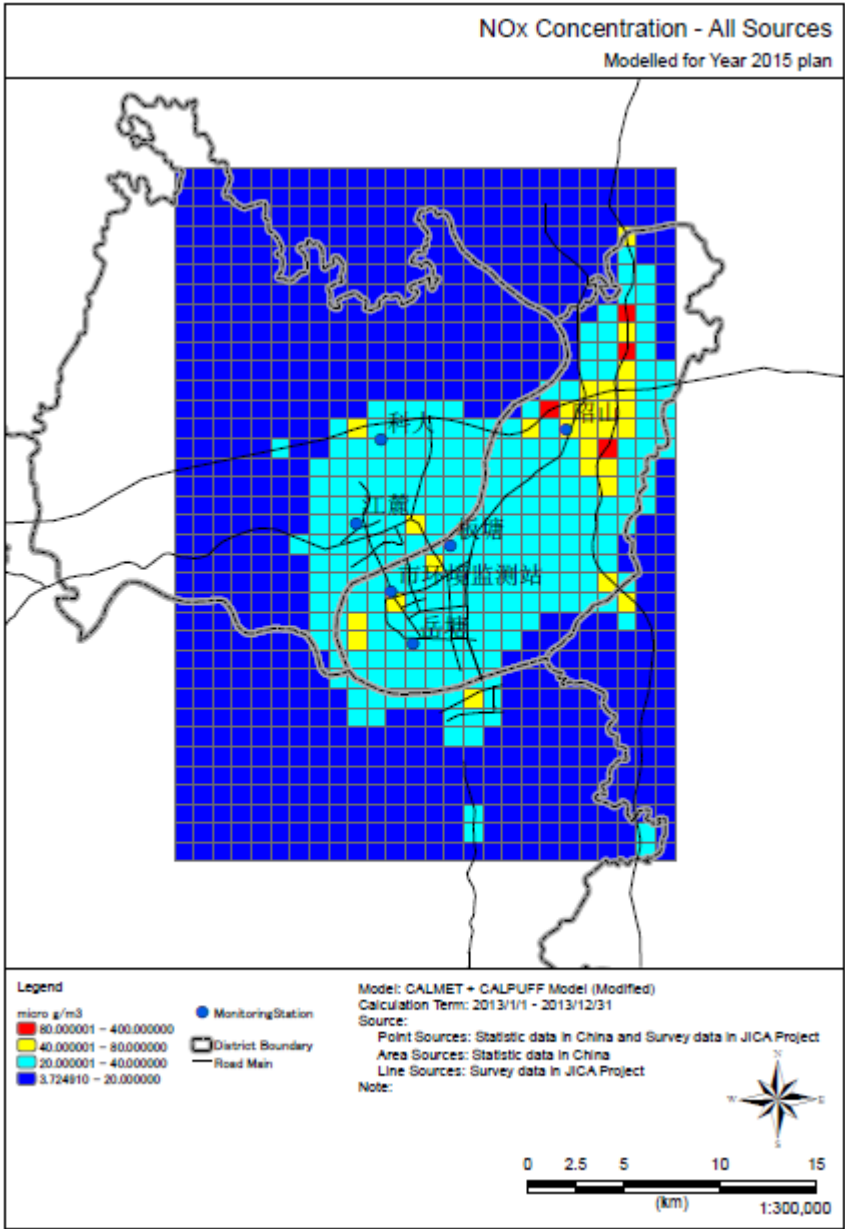 NOx Concentration - All Sources
Modelled for Year 2015 plan
昭山
科大
江麓
板塘
市环境监测站
岳塘
Legend
micro g/m3
80.000001 - 400.000000
40.000001 - 80.000000
20.000001 - 40.000000
3.724910 - 20.000000
MonitoringStation
District Boundary
Road Main
Model: CALMET + CALPUFF Model (Modified)
Calculation Term: 2013/1/1 - 2013/12/31
Source:
Point Sources: Statistic data in China and Survey data in JICA Project
Area Sources: Statistic data in China
Line Sources: Survey data in JICA Project
Note:
N
W E
S
0 2.5 5 10 15
(km)
1:300,000